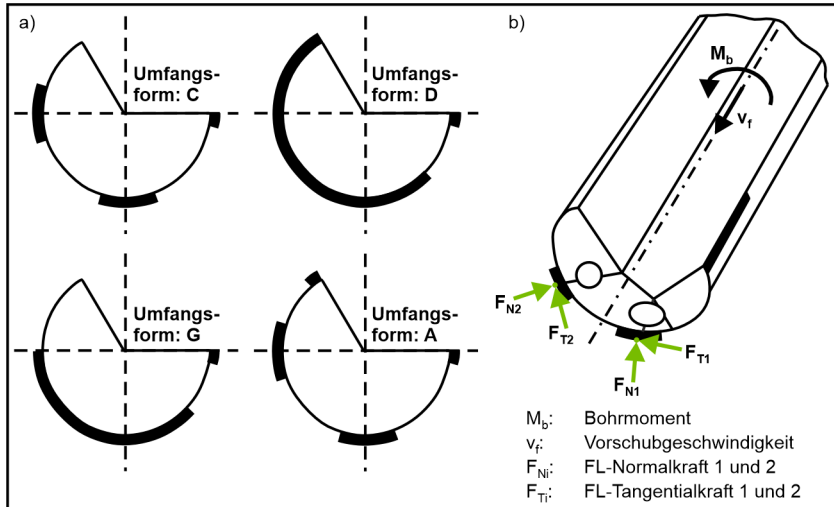 a)
Umfangs-
form: C
Umfangs-
form: D
Umfangs-
form: G
Umfangs-
form: A
b)
M_b
v_f
F_N2
F_T2
F_T1
F_N1
M_b: Bohrmoment
v_f: Vorschubgeschwindigkeit
F_Ni: FL-Normalkraft 1 und 2
F_Ti: FL-Tangentialkraft 1 und 2